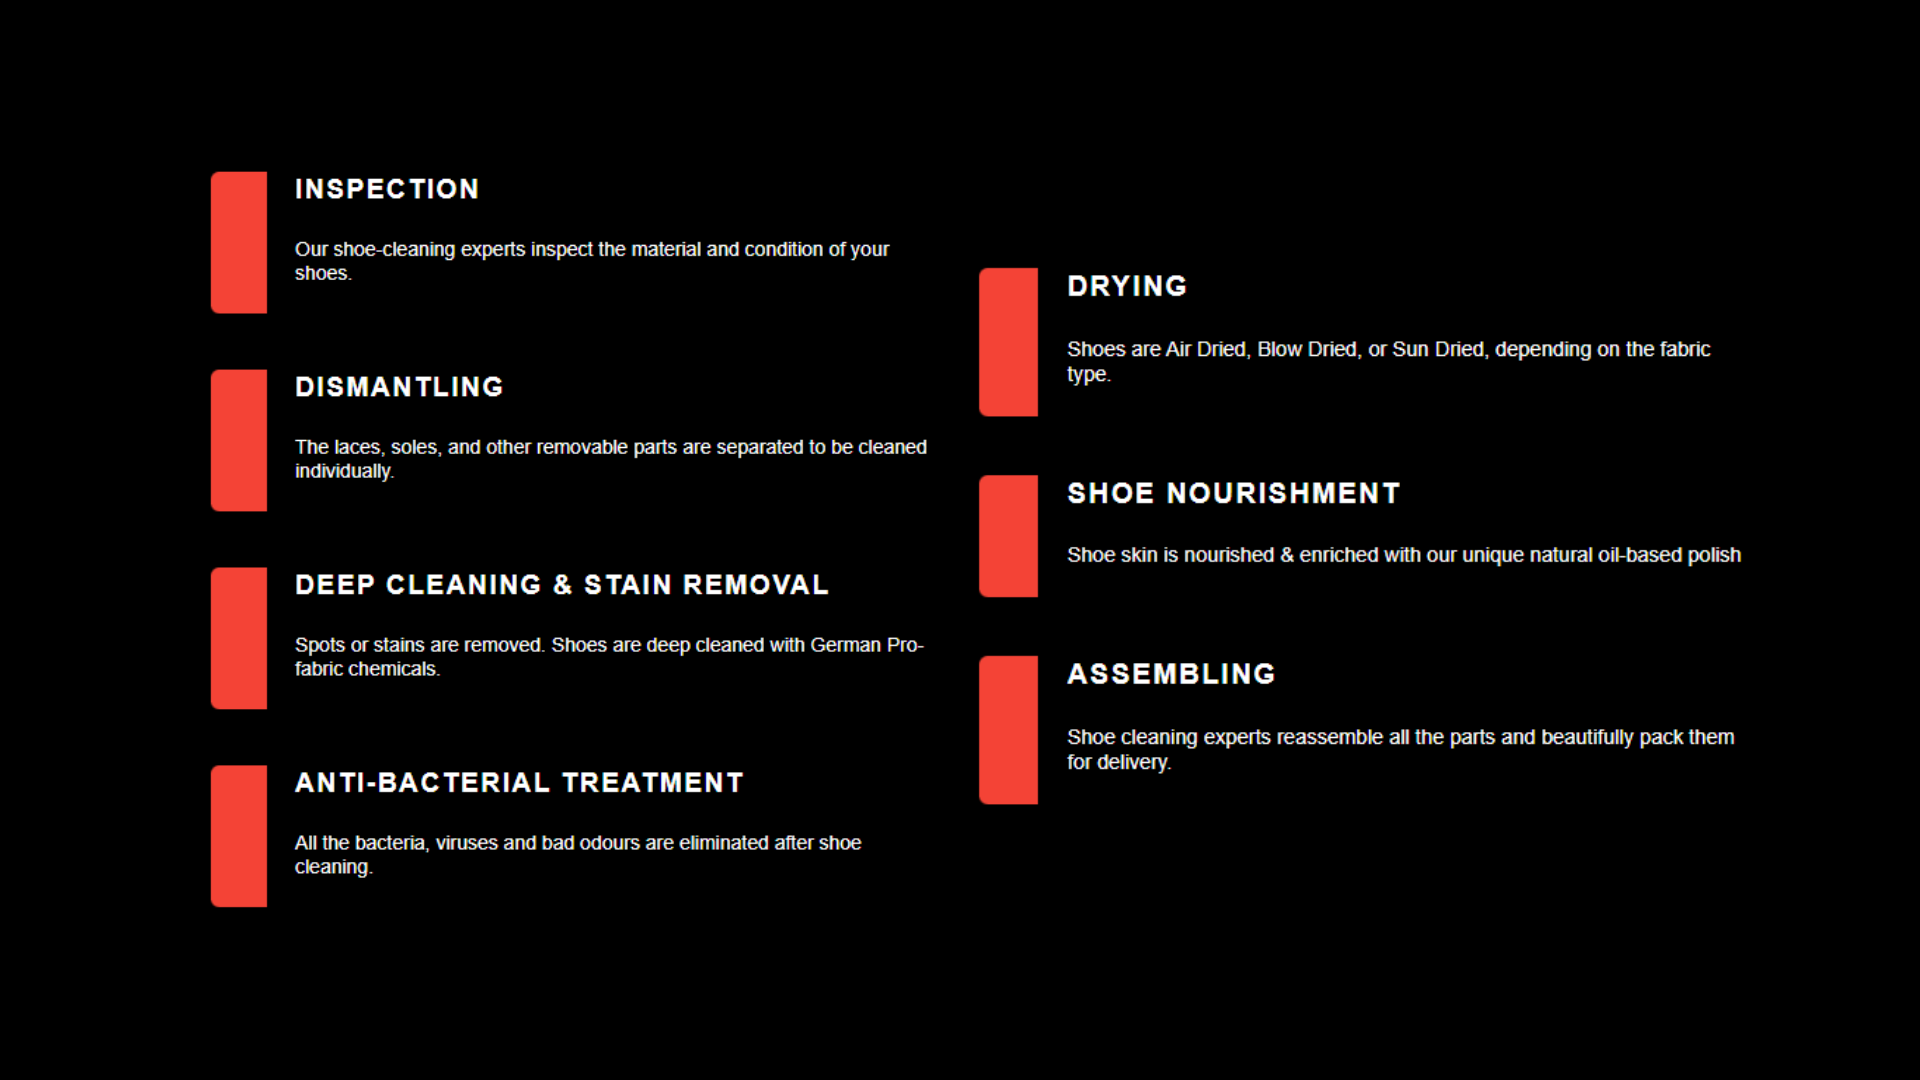 INSPECTION
Our shoe-cleaning experts inspect the material and condition of your
shoes.
DISMANTLING
The laces, soles, and other removable parts are separated to be cleaned
individually.
DEEP CLEANING & STAIN REMOVAL
Spots or stains are removed. Shoes are deep cleaned with German Pro-
fabric chemicals.
ANTI-BACTERIAL TREATMENT
All the bacteria, viruses and bad odours are eliminated after shoe
cleaning.
DRYING
Shoes are Air Dried, Blow Dried, or Sun Dried, depending on the fabric
type.
SHOE NOURISHMENT
Shoe skin is nourished & enriched with our unique natural oil-based polish
ASSEMBLING
Shoe cleaning experts reassemble all the parts and beautifully pack them
for delivery.